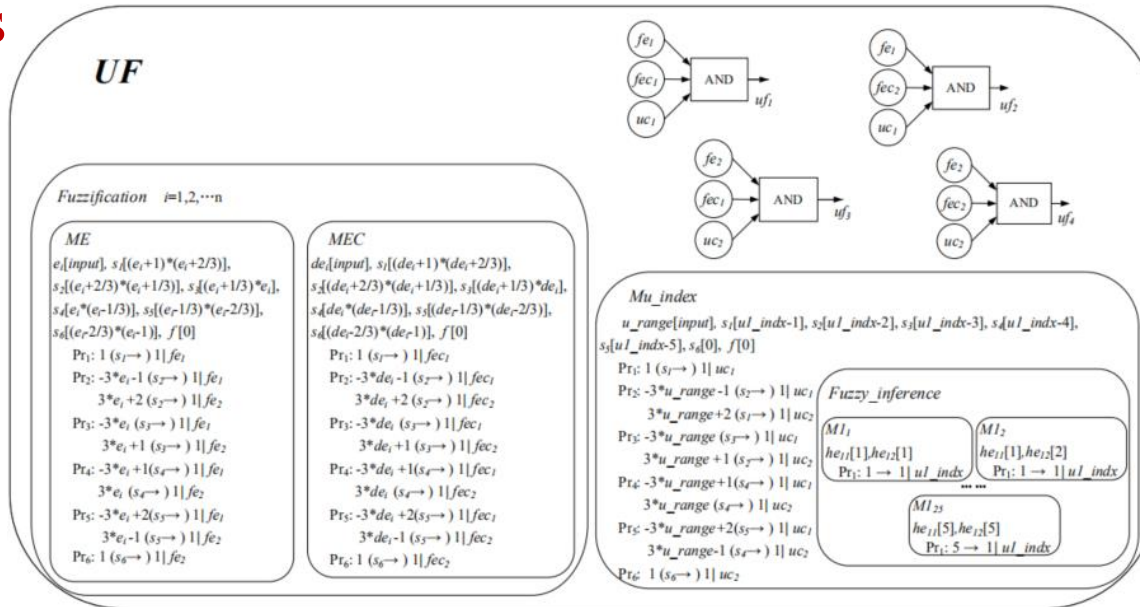 s
UF
fe1
fec1
uc1
AND
uf1
fe1
fec2
uc1
AND
uf2
fe2
fec1
uc2
AND
uf3
fe2
fec2
uc2
AND
uf4
Fuzzification i=1,2,⋯n
ME
ei[input], s1[(ei+1)*(ei+2/3)],
s2[(ei+2/3)*(ei+1/3)], s3[(ei+1/3)*ei],
s4[ei*(ei-1/3)], s5[(ei-1/3)*(ei-2/3)],
s6[(ei-2/3)*(ei-1)], f[0]
Pr1: 1 (s1→ ) 1| fe1
Pr2: -3*ei -1 (s2→ ) 1| fe1
3*ei +2 (s2→ ) 1| fe2
Pr3: -3*ei (s3→ ) 1| fe1
3*ei +1 (s3→ ) 1| fe2
Pr4: -3*ei +1(s4→ ) 1| fe1
3*ei (s4→ ) 1| fe2
Pr5: -3*ei +2(s5→ ) 1| fe1
3*ei -1 (s5→ ) 1| fe2
Pr6: 1 (s6→ ) 1| fe2
MEC
dei[input], s1[(dei+1)*(dei+2/3)],
s2[(dei+2/3)*(dei+1/3)], s3[(dei+1/3)*dei],
s4[dei*(dei-1/3)], s5[(dei-1/3)*(dei-2/3)],
s6[(dei-2/3)*(dei-1)], f[0]
Pr1: 1 (s1→ ) 1| fec1
Pr2: -3*dei -1 (s2→ ) 1| fec1
3*dei +2 (s2→ ) 1| fec2
Pr3: -3*dei (s3→ ) 1| fec1
3*dei +1 (s3→ ) 1| fec2
Pr4: -3*dei +1(s4→ ) 1| fec1
3*dei (s4→ ) 1| fec2
Pr5: -3*dei +2(s5→ ) 1| fec1
3*dei -1 (s5→ ) 1| fec2
Pr6: 1 (s6→ ) 1| fec2
Mu_index
u_range[input], s1[u1_indx-1], s2[u1_indx-2], s3[u1_indx-3], s4[u1_indx-4],
s5[u1_indx-5], s6[0], f[0]
Pr1: 1 (s1→ ) 1| uc1
Pr2: -3*u_range-1 (s2→ ) 1| uc1
3*u_range+2 (s1→ ) 1| uc2
Pr3: -3*u_range (s3→ ) 1| uc1
3*u_range +1 (s2→ ) 1| uc2
Pr4: -3*u_range+1(s4→ ) 1| uc1
3*u_range (s4→ ) 1| uc2
Pr5: -3*u_range+2(s5→ ) 1| uc1
3*u_range-1 (s4→ ) 1| uc2
Pr6: 1 (s6→ ) 1| uc2
Fuzzy_inference
M11
he11[1],he12[1]
Pr1: 1 → 1| u1_indx
M12
he11[1],he12[2]
Pr1: 1 → 1| u1_indx
⋯ ⋯
M125
he11[5],he12[5]
Pr1: 5 → 1| u1_indx